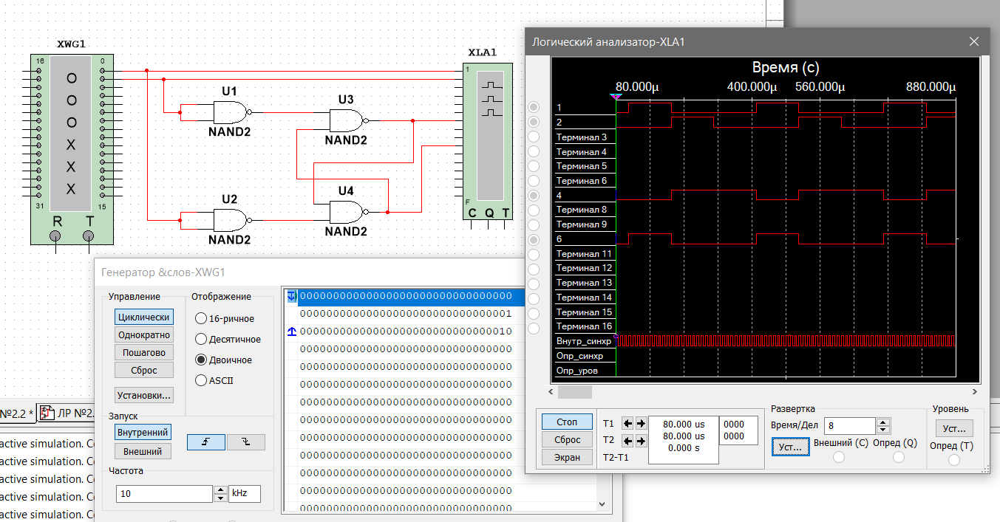 XWG1
16
0
O
O
O
X
X
X
31
15
R
T
U1
NAND2
U3
NAND2
U2
NAND2
U4
NAND2
XLA1
1
F
C Q T
Логический анализатор-XLA1
Время (с)
80.000µ 400.000µ 560.000µ 880.000µ
1
2
Терминал 3
Терминал 4
Терминал 5
Терминал 6
4
Терминал 8
Терминал 9
6
Терминал 11
Терминал 12
Терминал 13
Терминал 14
Терминал 15
Терминал 16
Внутр_синхр
Опр_синхр
Опр_уров
Стоп
Сброс
Экран
T1
T2
T2-T1
80.000 us
80.000 us
0.000 s
0000
0000
Развертка
Время/Дел
8
Уст...
Внешний (C)
Опред (Q)
Уровень
Уст...
Опред (T)
Генератор &слов-XWG1
Управление
Циклически
Однократно
Пошагово
Сброс
Установки...
Отображение
16-ричное
Десятичное
Двоичное
ASCII
Запуск
Внутренний
Внешний
Частота
10
kHz
00000000000000000000000000000000
00000000000000000000000000000001
00000000000000000000000000000010
00000000000000000000000000000000
00000000000000000000000000000000
00000000000000000000000000000000
00000000000000000000000000000000
00000000000000000000000000000000
00000000000000000000000000000000
00000000000000000000000000000000
00000000000000000000000000000000
00000000000000000000000000000000
00000000000000000000000000000000
№2.2 *
ЛР №2.
active simulation. Co
active simulation. Co
active simulation. Co
active simulation. Co
active simulation. Co